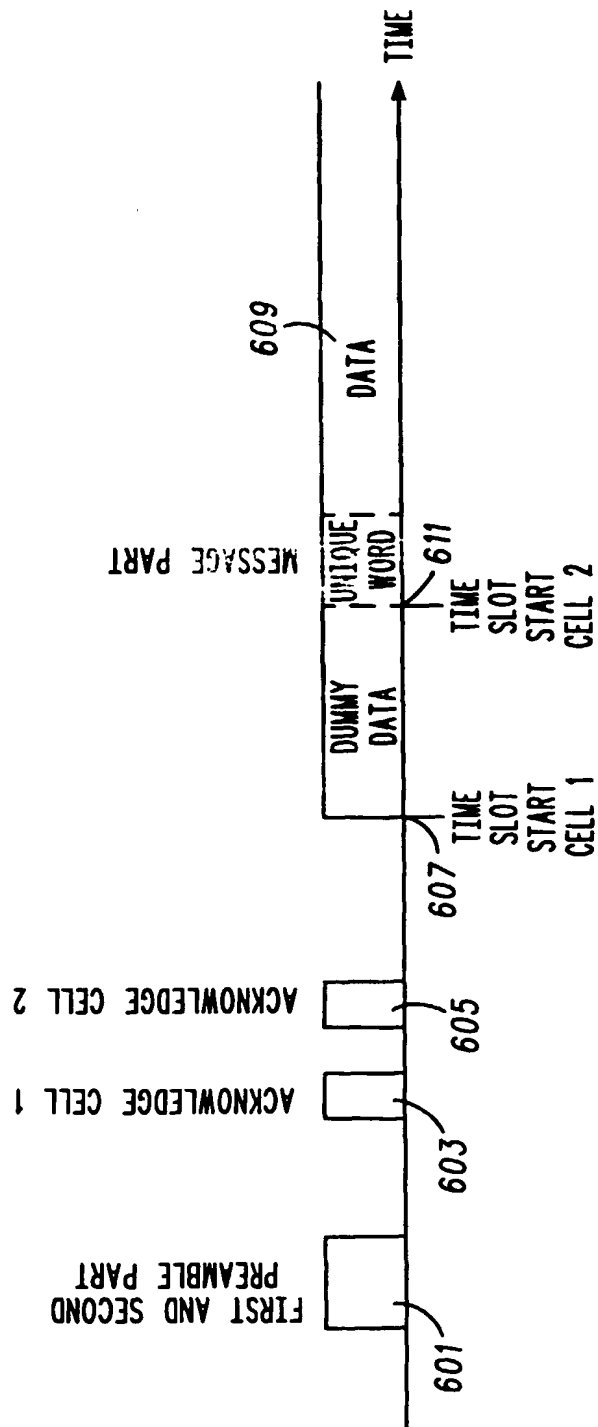 FIRST AND SECOND
PREAMBLE PART
601
ACKNOWLEDGE CELL 1
603
ACKNOWLEDGE CELL 2
605
607
TIME
SLOT
START
CELL 1
DUMMY
DATA
MESSAGE PART
UNIQUE
WORD
611
TIME
SLOT
START
CELL 2
DATA
609
TIME